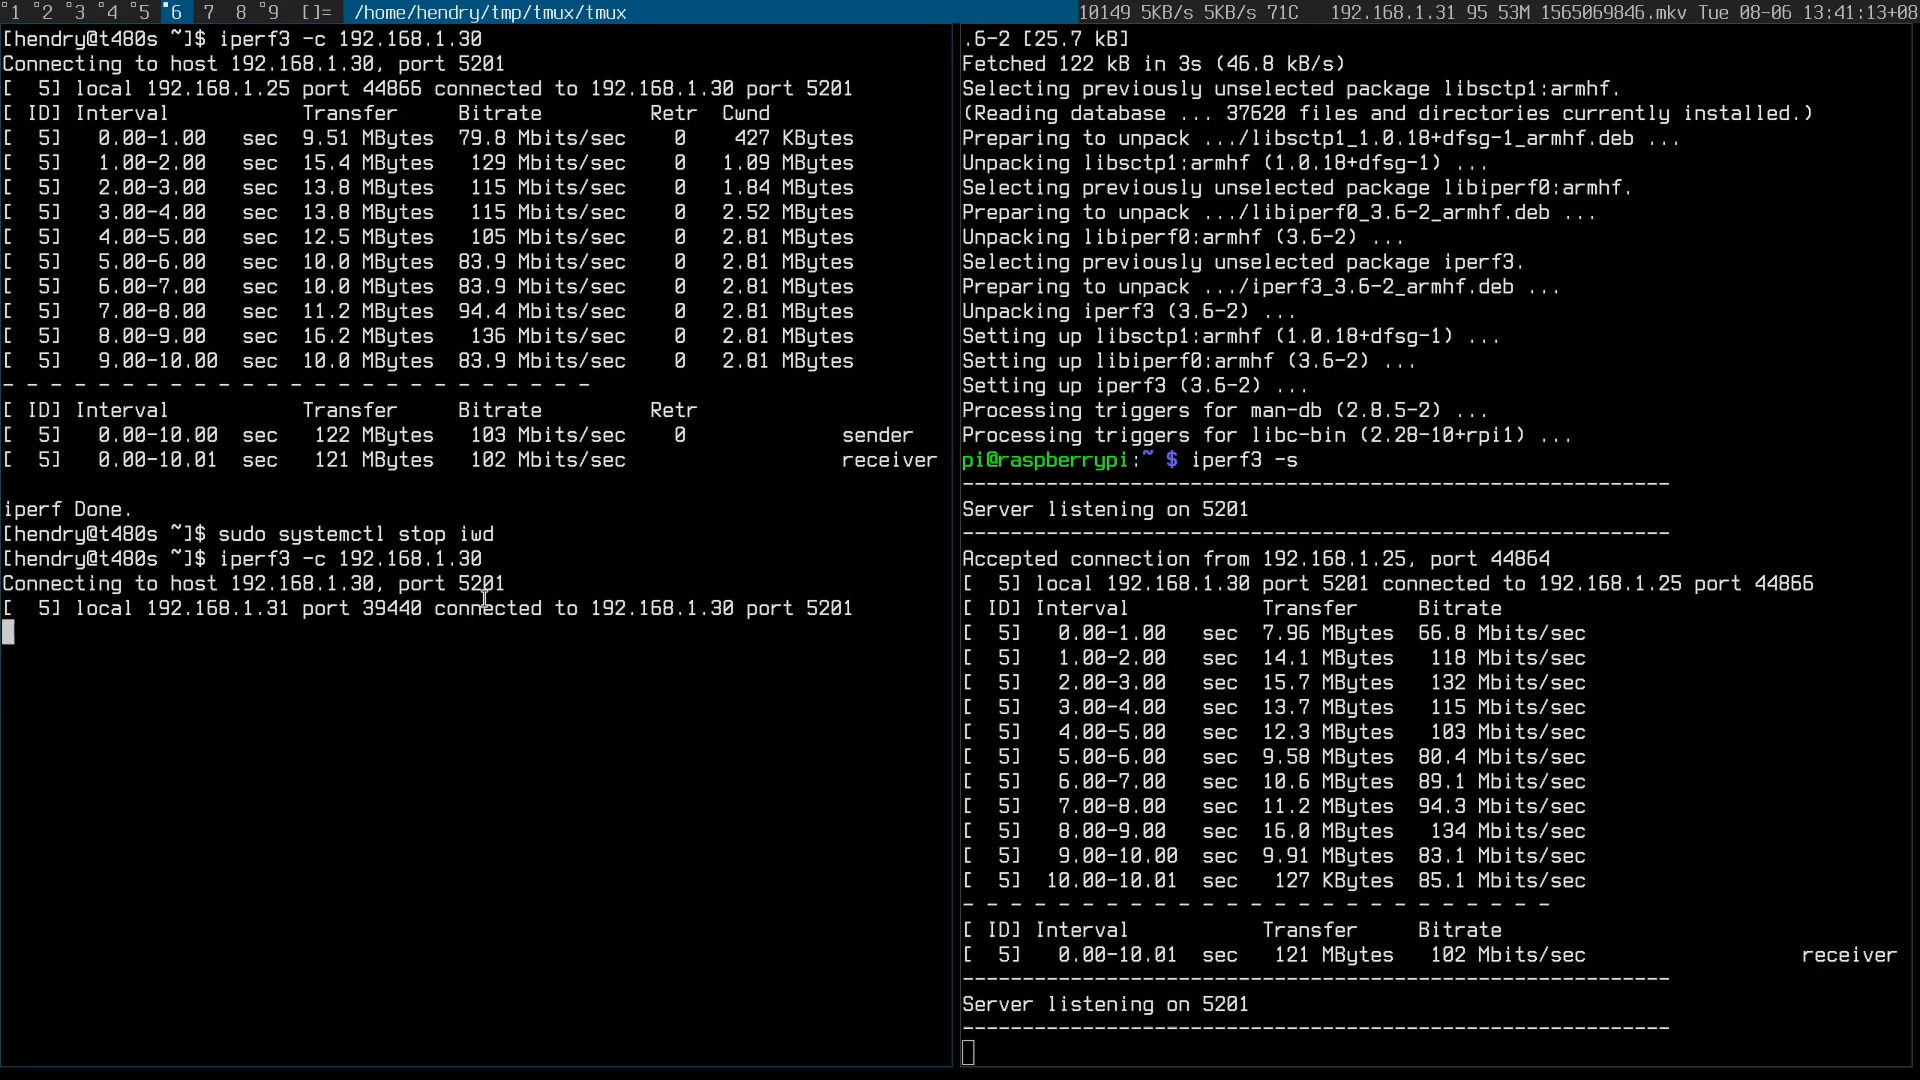 1 2 3 4 5 6 7 8 9 []= /home/hendry/tmp/tmux/tmux 10149 5KB/s 5KB/s 71C 192.168.1.31 95 53M 1565069846.mkv Tue 08-06 13:41:13+08
[hendry@t480s ~]$ iperf3 -c 192.168.1.30
Connecting to host 192.168.1.30, port 5201
[  5] local 192.168.1.25 port 44866 connected to 192.168.1.30 port 5201
[ ID] Interval           Transfer     Bitrate         Retr  Cwnd
[  5]   0.00-1.00   sec  9.51 MBytes  79.8 Mbits/sec    0    427 KBytes
[  5]   1.00-2.00   sec  15.4 MBytes   129 Mbits/sec    0   1.09 MBytes
[  5]   2.00-3.00   sec  13.8 MBytes   115 Mbits/sec    0   1.84 MBytes
[  5]   3.00-4.00   sec  13.8 MBytes   115 Mbits/sec    0   2.52 MBytes
[  5]   4.00-5.00   sec  12.5 MBytes   105 Mbits/sec    0   2.81 MBytes
[  5]   5.00-6.00   sec  10.0 MBytes  83.9 Mbits/sec    0   2.81 MBytes
[  5]   6.00-7.00   sec  10.0 MBytes  83.9 Mbits/sec    0   2.81 MBytes
[  5]   7.00-8.00   sec  11.2 MBytes  94.4 Mbits/sec    0   2.81 MBytes
[  5]   8.00-9.00   sec  16.2 MBytes   136 Mbits/sec    0   2.81 MBytes
[  5]   9.00-10.00  sec  10.0 MBytes  83.9 Mbits/sec    0   2.81 MBytes
- - - - - - - - - - - - - - - - - - - - - - - - -
[ ID] Interval           Transfer     Bitrate         Retr
[  5]   0.00-10.00  sec   122 MBytes   103 Mbits/sec    0             sender
[  5]   0.00-10.01  sec   121 MBytes   102 Mbits/sec                  receiver
iperf Done.
[hendry@t480s ~]$ sudo systemctl stop iwd
[hendry@t480s ~]$ iperf3 -c 192.168.1.30
Connecting to host 192.168.1.30, port 5201
[  5] local 192.168.1.31 port 39440 connected to 192.168.1.30 port 5201
.6-2 [25.7 kB]
Fetched 122 kB in 3s (46.8 kB/s)
Selecting previously unselected package libsctp1:armhf.
(Reading database ... 37620 files and directories currently installed.)
Preparing to unpack .../libsctp1_1.0.18+dfsg-1_armhf.deb ...
Unpacking libsctp1:armhf (1.0.18+dfsg-1) ...
Selecting previously unselected package libiperf0:armhf.
Preparing to unpack .../libiperf0_3.6-2_armhf.deb ...
Unpacking libiperf0:armhf (3.6-2) ...
Selecting previously unselected package iperf3.
Preparing to unpack .../iperf3_3.6-2_armhf.deb ...
Unpacking iperf3 (3.6-2) ...
Setting up libsctp1:armhf (1.0.18+dfsg-1) ...
Setting up libiperf0:armhf (3.6-2) ...
Setting up iperf3 (3.6-2) ...
Processing triggers for man-db (2.8.5-2) ...
Processing triggers for libc-bin (2.28-10+rpi1) ...
pi@raspberrypi:~ $ iperf3 -s
-----------------------------------------------------------
Server listening on 5201
-----------------------------------------------------------
Accepted connection from 192.168.1.25, port 44864
[  5] local 192.168.1.30 port 5201 connected to 192.168.1.25 port 44866
[ ID] Interval           Transfer     Bitrate
[  5]   0.00-1.00   sec  7.96 MBytes  66.8 Mbits/sec
[  5]   1.00-2.00   sec  14.1 MBytes   118 Mbits/sec
[  5]   2.00-3.00   sec  15.7 MBytes   132 Mbits/sec
[  5]   3.00-4.00   sec  13.7 MBytes   115 Mbits/sec
[  5]   4.00-5.00   sec  12.3 MBytes   103 Mbits/sec
[  5]   5.00-6.00   sec  9.58 MBytes  80.4 Mbits/sec
[  5]   6.00-7.00   sec  10.6 MBytes  89.1 Mbits/sec
[  5]   7.00-8.00   sec  11.2 MBytes  94.3 Mbits/sec
[  5]   8.00-9.00   sec  16.0 MBytes   134 Mbits/sec
[  5]   9.00-10.00  sec  9.91 MBytes  83.1 Mbits/sec
[  5]  10.00-10.01  sec   127 KBytes  85.1 Mbits/sec
- - - - - - - - - - - - - - - - - - - - - - - - -
[ ID] Interval           Transfer     Bitrate
[  5]   0.00-10.01  sec   121 MBytes   102 Mbits/sec                  receiver
-----------------------------------------------------------
Server listening on 5201
-----------------------------------------------------------